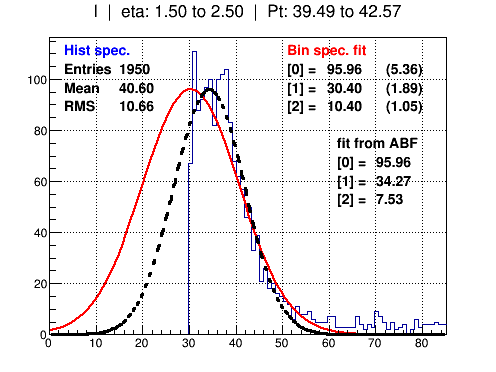 I | eta: 1.50 to 2.50 | Pt: 39.49 to 42.57
Hist spec.
Entries 1950
Mean 40.60
RMS 10.66
Bin spec. fit
[0] = 95.96 (5.36)
[1] = 30.40 (1.89)
[2] = 10.40 (1.05)
fit from ABF
[0] = 95.96
[1] = 34.27
[2] = 7.53
100
80
60
40
20
0
0 10 20 30 40 50 60 70 80